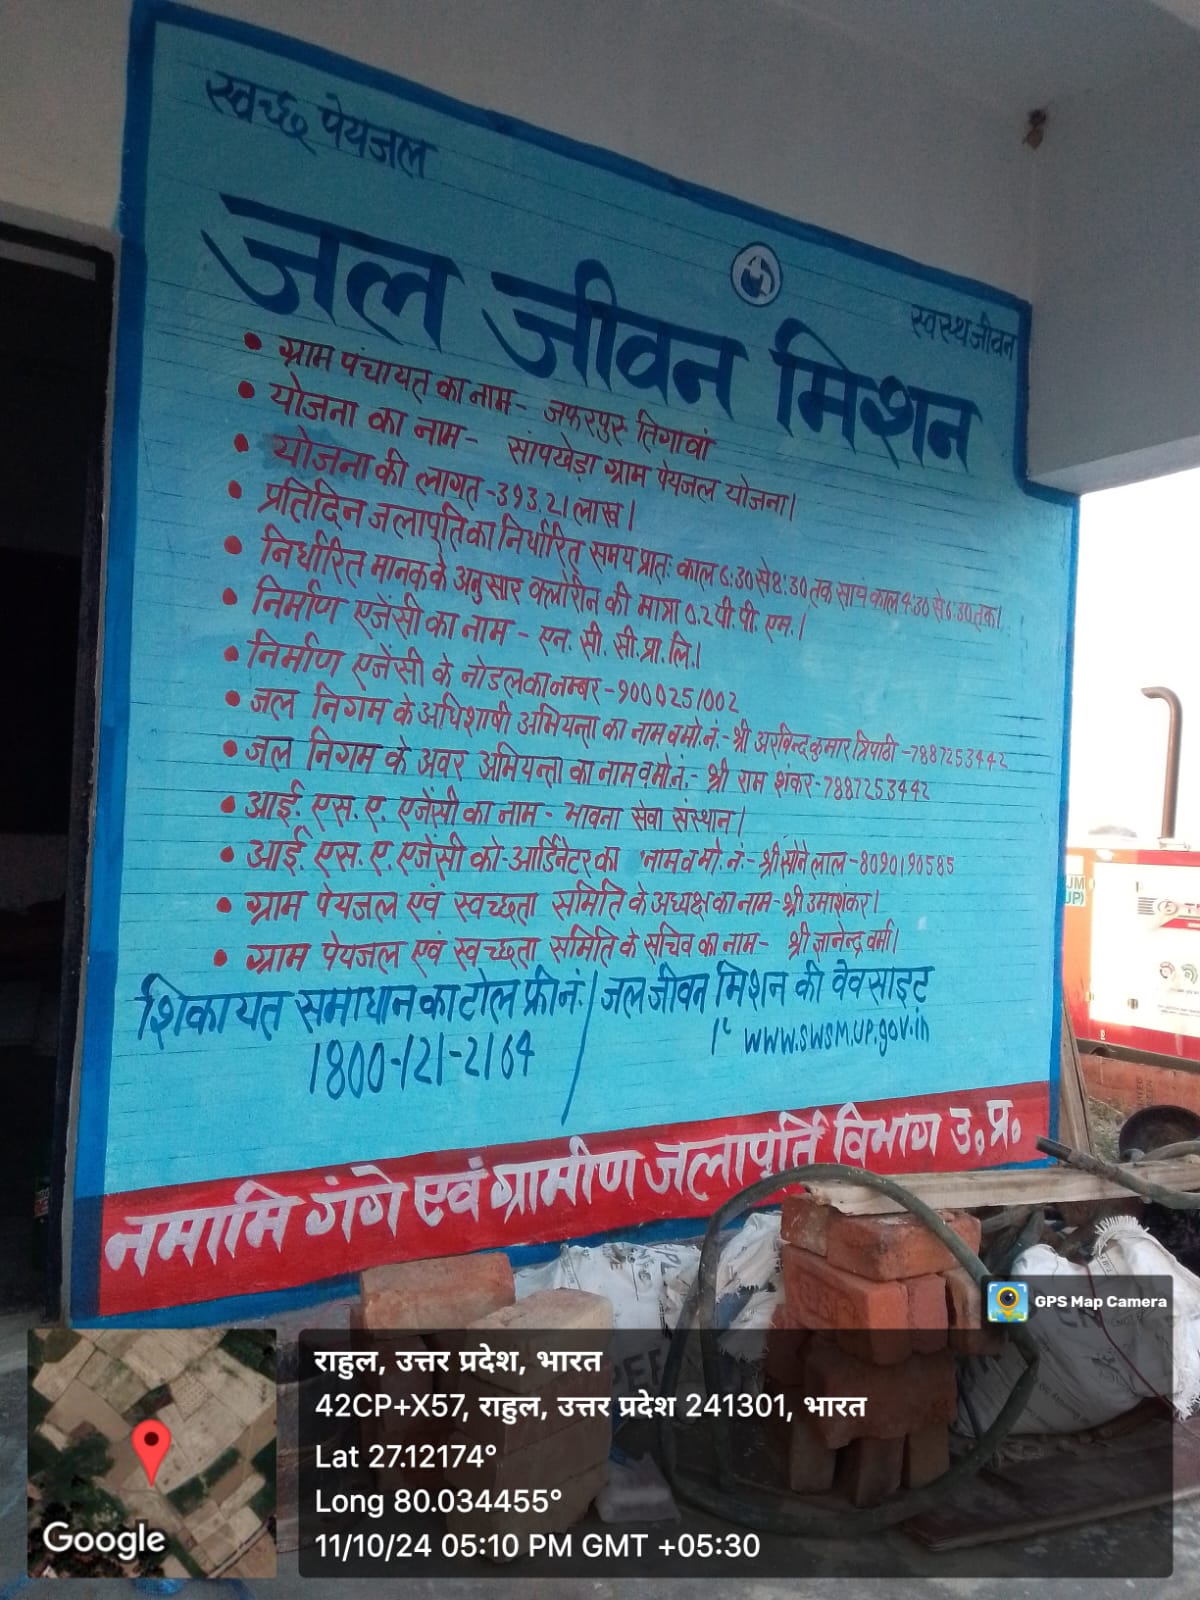 स्वच्छ पेयजल
स्वस्थ जीवन
जल जीवन मिशन
• ग्राम पंचायत का नाम - जफरपुर तिगावां
• योजना का नाम - सांपखेड़ा ग्राम पेयजल योजना।
• योजना की लागत - 393.21 लाख।
• प्रतिदिन जलापूर्ति का निर्धारित समय प्रातः काल 6:30 से 8:30 तक सायं काल 4:30 से 6:30 तक।
• निर्धारित मानक के अनुसार क्लोरीन की मात्रा 0.2 पी. पी. एम.।
• निर्माण एजेंसी का नाम - एन. सी. सी. प्रा. लि.।
• निर्माण एजेंसी के नोडल का नम्बर - 9000251002
• जल निगम के अधिशाषी अभियन्ता का नाम व मो. नं. - श्री अरविन्द कुमार त्रिपाठी - 7887253442
• जल निगम के अवर अभियन्ता का नाम व मो. नं. - श्री राम शंकर - 7887253442
• आई. एस. ए. एजेंसी का नाम - भावना सेवा संस्थान।
• आई. एस. ए. एजेंसी को-आर्डिनेटर का नाम व मो. नं. - श्री सोने लाल - 8090190585
• ग्राम पेयजल एवं स्वच्छता समिति के अध्यक्ष का नाम - श्री उमाशंकर।
• ग्राम पेयजल एवं स्वच्छता समिति के सचिव का नाम - श्री ज्ञानेन्द्र वर्मा।
शिकायत समाधान का टोल फ्री नं. / जल जीवन मिशन की वेवसाइट
1800-121-2164 / www.swsm.up.gov.in
नमामि गंगे एवं ग्रामीण जलापूर्ति विभाग उ. प्र.
GPS Map Camera
राहुल, उत्तर प्रदेश, भारत
42CP+X57, राहुल, उत्तर प्रदेश 241301, भारत
Lat 27.12174°
Long 80.034455°
11/10/24 05:10 PM GMT +05:30
Google